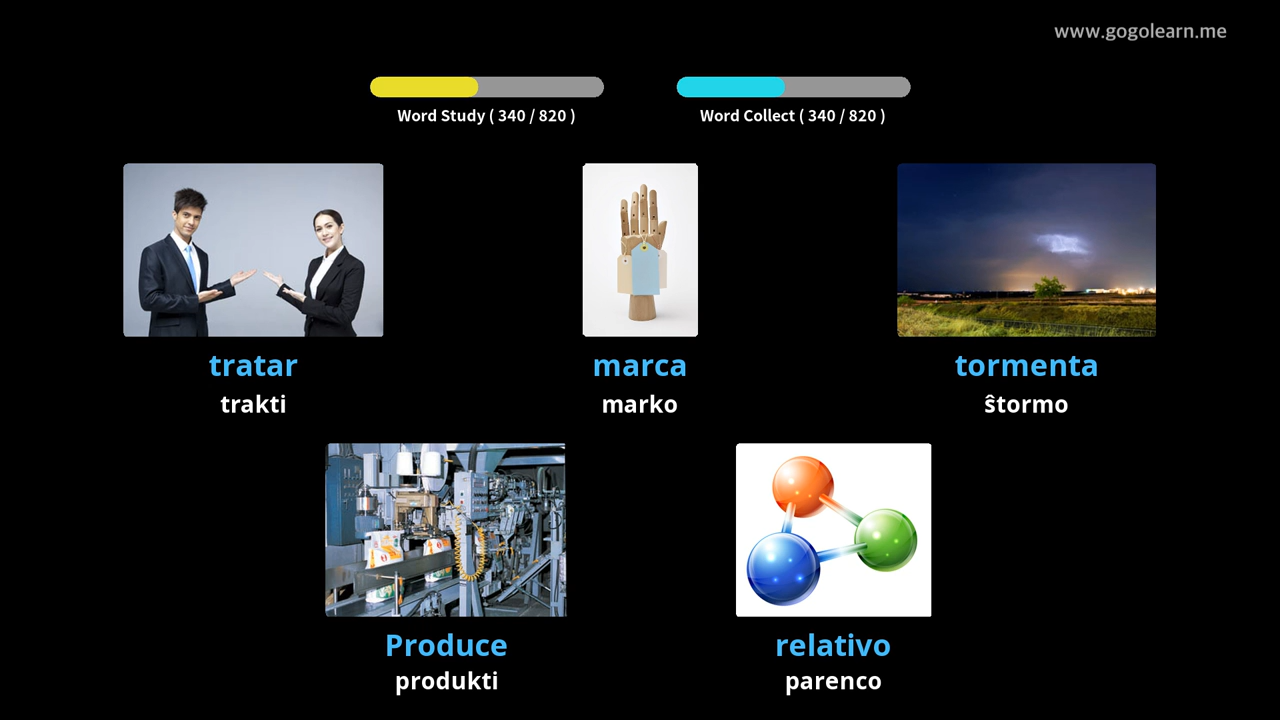 www.gogolearn.me
Word Study ( 340 / 820 )
Word Collect ( 340 / 820 )
tratar
trakti
marca
marko
tormenta
ŝtormo
Produce
produkti
relativo
parenco